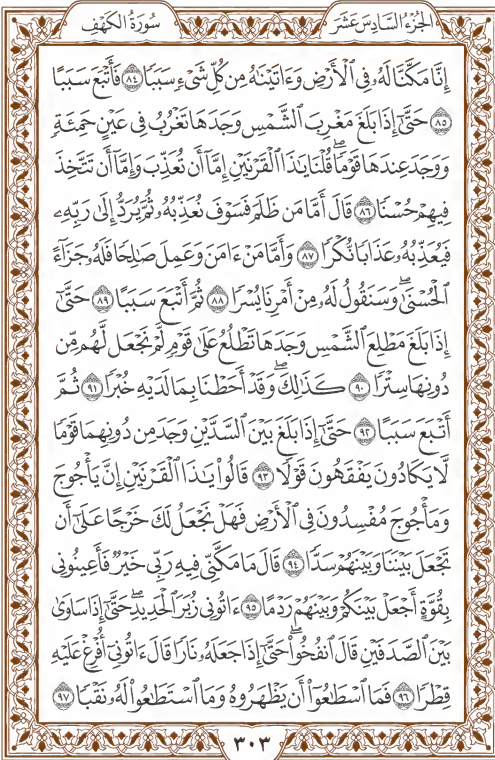 الجُزْءُ السَّادِسَ عَشَرَ سُورَةُ الكَهْفِ
إِنَّا مَكَّنَّا لَهُۥ فِى ٱلْأَرْضِ وَءَاتَيْنَٰهُ مِن كُلِّ شَىْءٍ سَبَبًا ٨٤ فَأَتْبَعَ سَبَبًا
٨٥ حَتَّىٰٓ إِذَا بَلَغَ مَغْرِبَ ٱلشَّمْسِ وَجَدَهَا تَغْرُبُ فِى عَيْنٍ حَمِئَةٍ
وَوَجَدَ عِندَهَا قَوْمًاۗ قُلْنَا يَٰذَا ٱلْقَرْنَيْنِ إِمَّآ أَن تُعَذِّبَ وَإِمَّآ أَن تَتَّخِذَ
فِيهِمْ حُسْنًا ٨٦ قَالَ أَمَّا مَن ظَلَمَ فَسَوْفَ نُعَذِّبُهُۥ ثُمَّ يُرَدُّ إِلَىٰ رَبِّهِۦ
فَيُعَذِّبُهُۥ عَذَابًا نُّكْرًا ٨٧ وَأَمَّا مَنْ ءَامَنَ وَعَمِلَ صَٰلِحًا فَلَهُۥ جَزَآءً
ٱلْحُسْنَىٰۖ وَسَنَقُولُ لَهُۥ مِنْ أَمْرِنَا يُسْرًا ٨٨ ثُمَّ أَتْبَعَ سَبَبًا ٨٩ حَتَّىٰٓ
إِذَا بَلَغَ مَطْلِعَ ٱلشَّمْسِ وَجَدَهَا تَطْلُعُ عَلَىٰ قَوْمٍ لَّمْ نَجْعَل لَّهُم مِّن
دُونِهَا سِتْرًا ٩٠ كَذَٰلِكَۖ وَقَدْ أَحَطْنَا بِمَا لَدَيْهِ خُبْرًا ٩١ ثُمَّ
أَتْبَعَ سَبَبًا ٩٢ حَتَّىٰٓ إِذَا بَلَغَ بَيْنَ ٱلسَّدَّيْنِ وَجَدَ مِن دُونِهِمَا قَوْمًا
لَّا يَكَادُونَ يَفْقَهُونَ قَوْلًا ٩٣ قَالُوا۟ يَٰذَا ٱلْقَرْنَيْنِ إِنَّ يَأْجُوجَ
وَمَأْجُوجَ مُفْسِدُونَ فِى ٱلْأَرْضِ فَهَلْ نَجْعَلُ لَكَ خَرْجًا عَلَىٰٓ أَن
تَجْعَلَ بَيْنَنَا وَبَيْنَهُمْ سَدًّا ٩٤ قَالَ مَا مَكَّنِّى فِيهِ رَبِّى خَيْرٌ فَأَعِينُونِى
بِقُوَّةٍ أَجْعَلْ بَيْنَكُمْ وَبَيْنَهُمْ رَدْمًا ٩٥ ءَاتُونِى زُبَرَ ٱلْحَدِيدِۖ حَتَّىٰٓ إِذَا سَاوَىٰ
بَيْنَ ٱلصَّدَفَيْنِ قَالَ ٱنفُخُوا۟ۖ حَتَّىٰٓ إِذَا جَعَلَهُۥ نَارًا قَالَ ءَاتُونِىٓ أُفْرِغْ عَلَيْهِ
قِطْرًا ٩٦ فَمَا ٱسْطَٰعُوٓا۟ أَن يَظْهَرُوهُ وَمَا ٱسْتَطَٰعُوا۟ لَهُۥ نَقْبًا ٩٧
٣٠٣